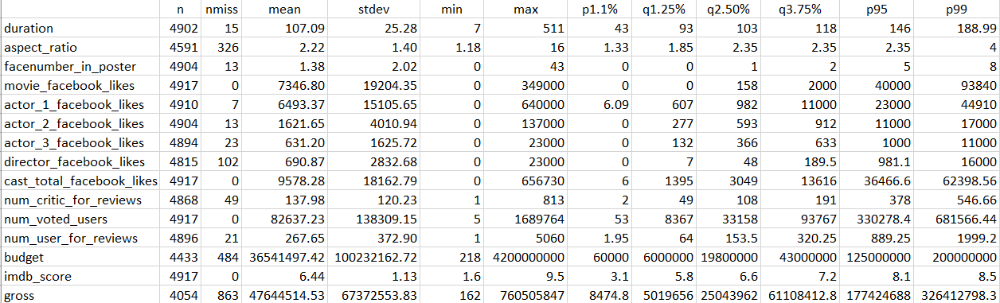 n nmiss mean stdev min max p1.1% q1.25% q2.50% q3.75% p95 p99
duration 4902 15 107.09 25.28 7 511 43 93 103 118 146 188.99
aspect_ratio 4591 326 2.22 1.40 1.18 16 1.33 1.85 2.35 2.35 2.35 4
facenumber_in_poster 4904 13 1.38 2.02 0 43 0 0 1 2 5 8
movie_facebook_likes 4917 0 7346.80 19204.35 0 349000 0 0 158 2000 40000 93840
actor_1_facebook_likes 4910 7 6493.37 15105.65 0 640000 6.09 607 982 11000 23000 44910
actor_2_facebook_likes 4904 13 1621.65 4010.94 0 137000 0 277 593 912 11000 17000
actor_3_facebook_likes 4894 23 631.20 1625.72 0 23000 0 132 366 633 1000 11000
director_facebook_likes 4815 102 690.87 2832.68 0 23000 0 7 48 189.5 981.1 16000
cast_total_facebook_likes 4917 0 9578.28 18162.79 0 656730 6 1395 3049 13616 36466.6 62398.56
num_critic_for_reviews 4868 49 137.98 120.23 1 813 2 49 108 191 378 546.66
num_voted_users 4917 0 82637.23 138309.15 5 1689764 53 8367 33158 93767 330278.4 681566.44
num_user_for_reviews 4896 21 267.65 372.90 1 5060 1.95 64 153.5 320.25 889.25 1999.2
budget 4433 484 36541497.42 100232162.72 218 4200000000 60000 6000000 19800000 43000000 125000000 200000000
imdb_score 4917 0 6.44 1.13 1.6 9.5 3.1 5.8 6.6 7.2 8.1 8.5
gross 4054 863 47644514.53 67372553.83 162 760505847 8474.8 5019656 25043962 61108412.8 177424688 326412798.3